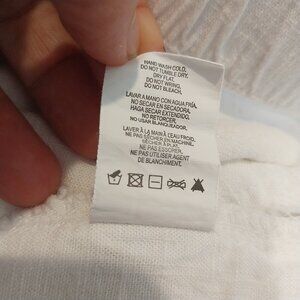 HAND WASH COLD.
DO NOT TUMBLE DRY.
DRY FLAT.
DO NOT WRING.
DO NOT BLEACH.
LAVAR A MANO CON AGUA FRÍA.
NO SECAR EN SECADORA.
HAGA SECAR EXTENDIDO.
NO RETORCER.
NO USAR BLANQUEADOR.
LAVER À LA MAIN À L'EAU FROID.
NE PAS SÉCHER EN MACHINE.
SÉCHER À PLAT.
NE PAS ESSORER.
NE PAS UTILISER AGENT
DE BLANCHIMENT.